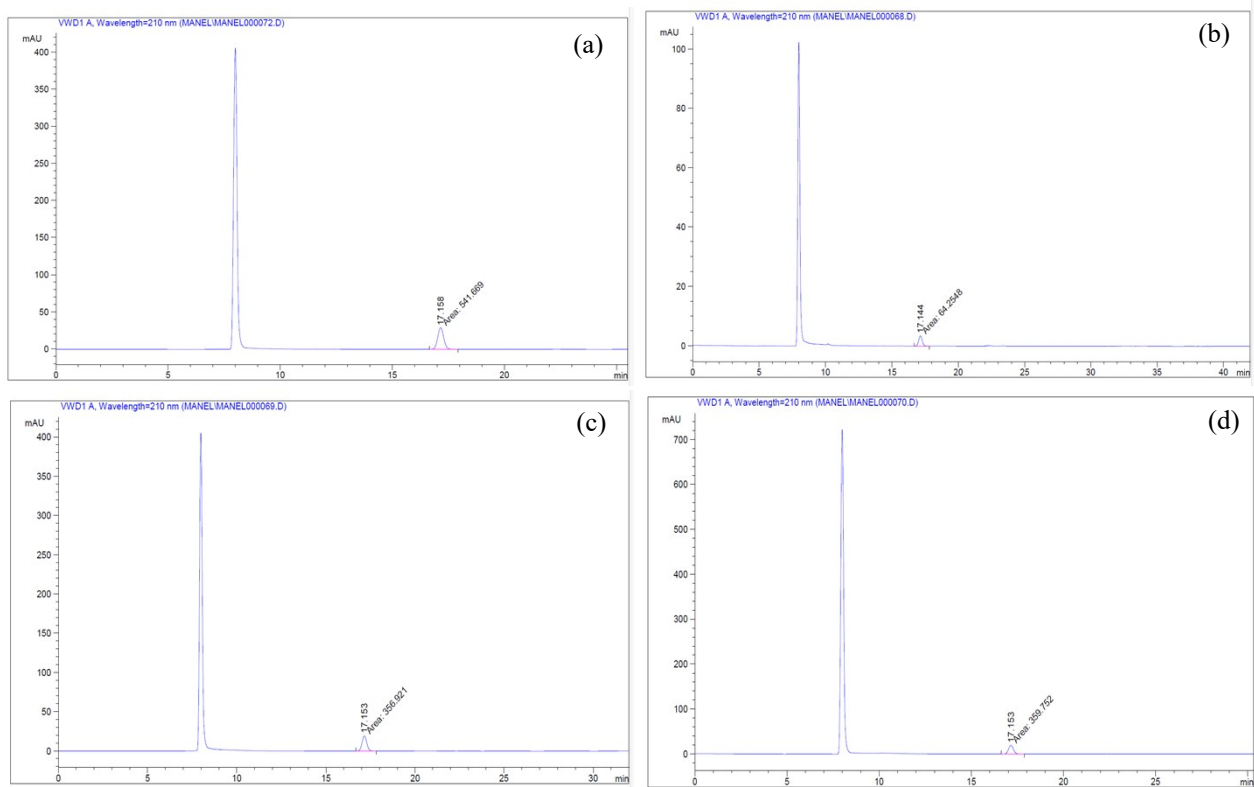 VWD1 A, Wavelength=210 nm (MANEL\MANEL000072.D)
mAU
(a)
400
350
300
250
200
150
100
50
0
17.158
Area: 541.669
0 5 10 15 20 min
VWD1 A, Wavelength=210 nm (MANEL\MANEL000068.D)
mAU
(b)
100
80
60
40
20
0
17.144
Area: 64.2548
0 5 10 15 20 25 30 35 40 min
VWD1 A, Wavelength=210 nm (MANEL\MANEL000069.D)
mAU
(c)
400
350
300
250
200
150
100
50
0
17.153
Area: 356.921
0 5 10 15 20 25 30 min
VWD1 A, Wavelength=210 nm (MANEL\MANEL000070.D)
mAU
(d)
700
600
500
400
300
200
100
0
17.153
Area: 359.752
0 5 10 15 20 25 min